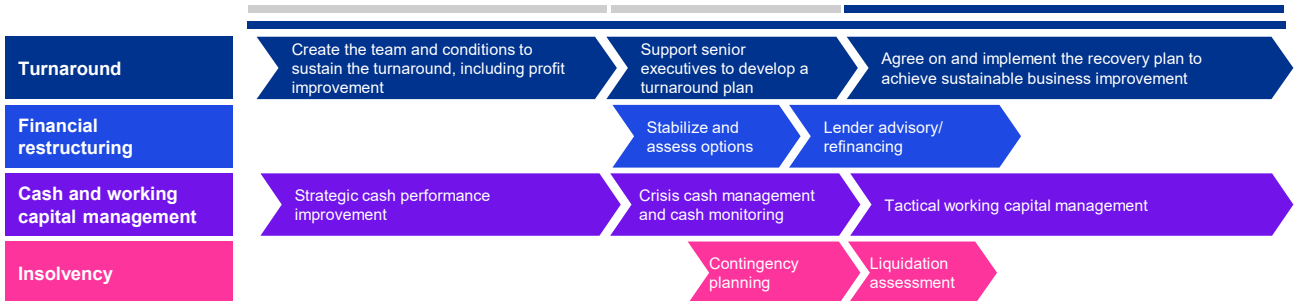 Turnaround
Create the team and conditions to
sustain the turnaround, including profit
improvement
Support senior
executives to develop a
turnaround plan
Agree on and implement the recovery plan to
achieve sustainable business improvement
Financial
restructuring
Stabilize and
assess options
Lender advisory/
refinancing
Cash and working
capital management
Strategic cash performance
improvement
Crisis cash management
and cash monitoring
Tactical working capital management
Insolvency
Contingency
planning
Liquidation
assessment